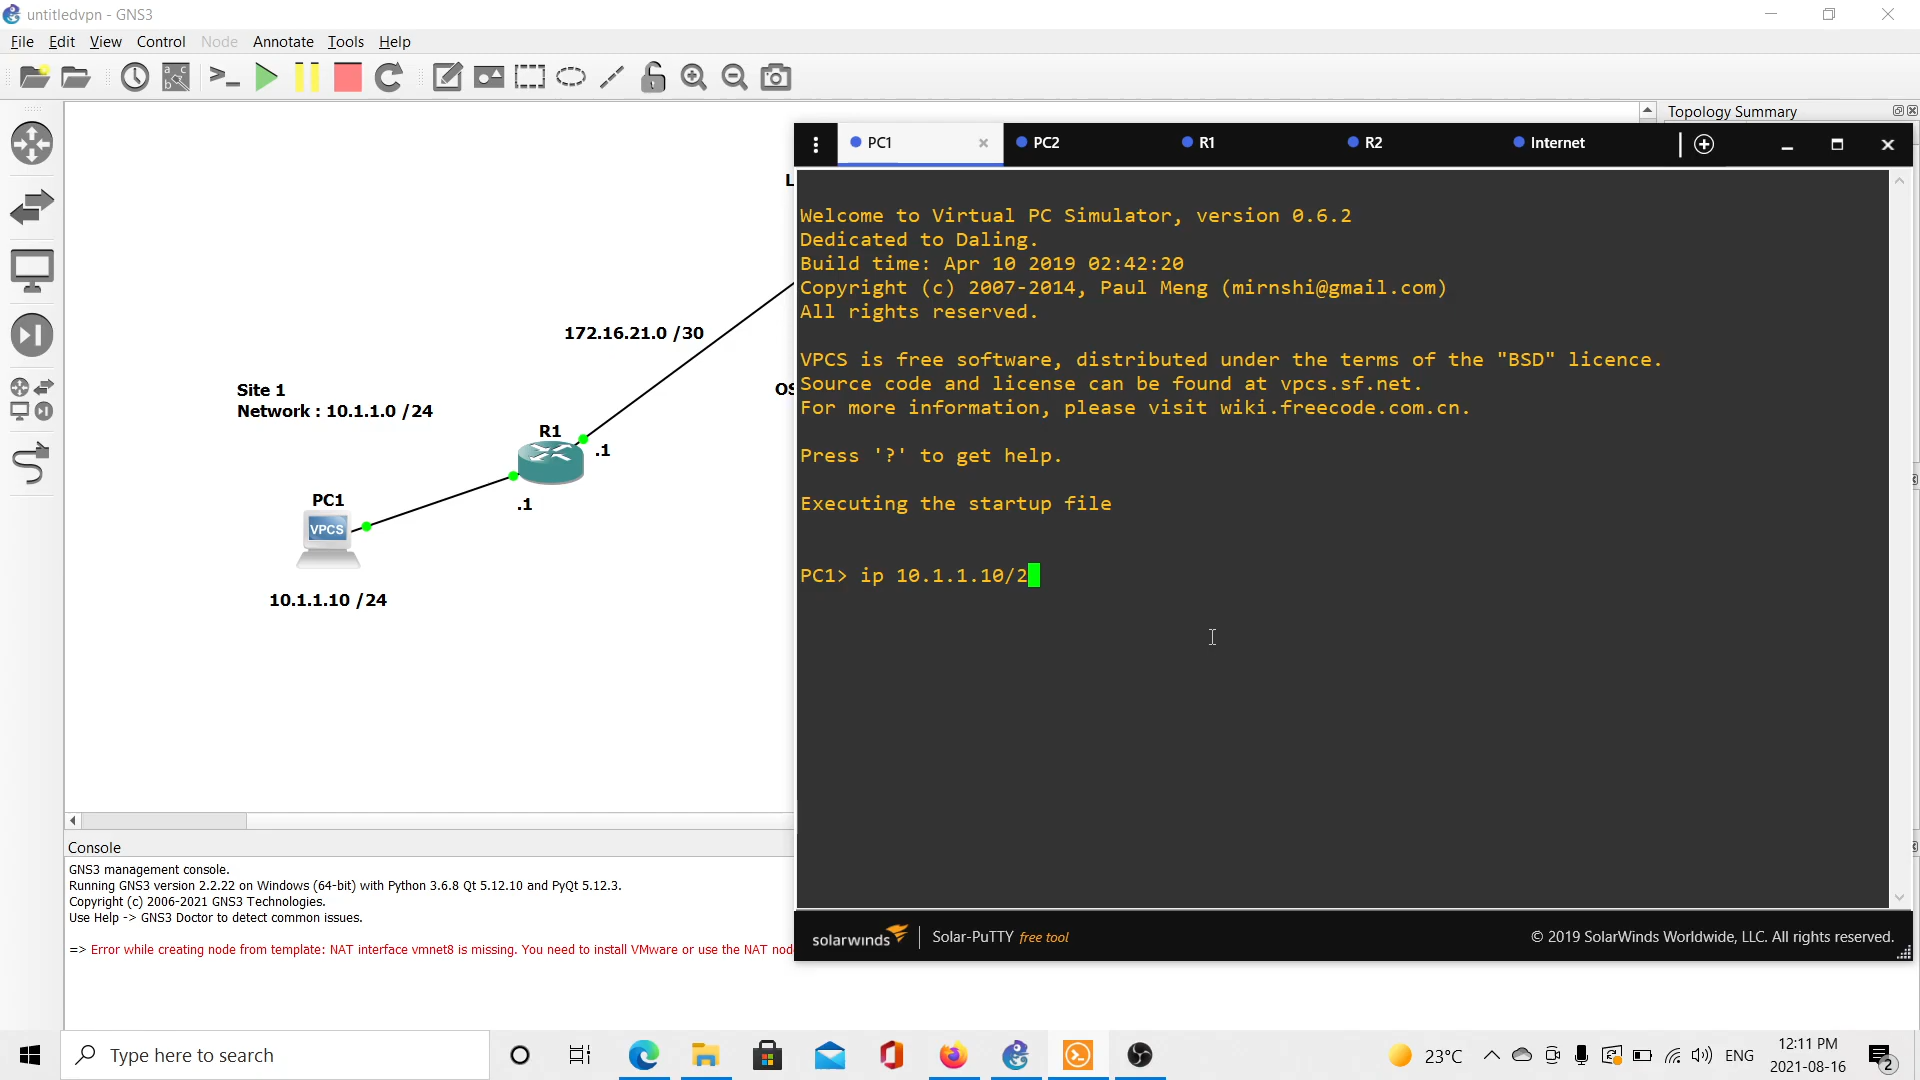 untitledvpn - GNS3
File Edit View Control Node Annotate Tools Help
Topology Summary
PC1
PC2
R1
R2
Internet
Welcome to Virtual PC Simulator, version 0.6.2
Dedicated to Daling.
Build time: Apr 10 2019 02:42:20
Copyright (c) 2007-2014, Paul Meng (mirnshi@gmail.com)
All rights reserved.
VPCS is free software, distributed under the terms of the "BSD" licence.
Source code and license can be found at vpcs.sf.net.
For more information, please visit wiki.freecode.com.cn.
Press '?' to get help.
Executing the startup file
PC1> ip 10.1.1.10/2
solarwinds
Solar-PuTTY free tool
© 2019 SolarWinds Worldwide, LLC. All rights reserved.
L
172.16.21.0 /30
OS
Site 1
Network : 10.1.1.0 /24
R1
.1
.1
PC1
VPCS
10.1.1.10 /24
Console
GNS3 management console.
Running GNS3 version 2.2.22 on Windows (64-bit) with Python 3.6.8 Qt 5.12.10 and PyQt 5.12.3.
Copyright (c) 2006-2021 GNS3 Technologies.
Use Help -> GNS3 Doctor to detect common issues.
=> Error while creating node from template: NAT interface vmnet8 is missing. You need to install VMware or use the NAT nod
Type here to search
23°C
ENG
12:11 PM
2021-08-16
2